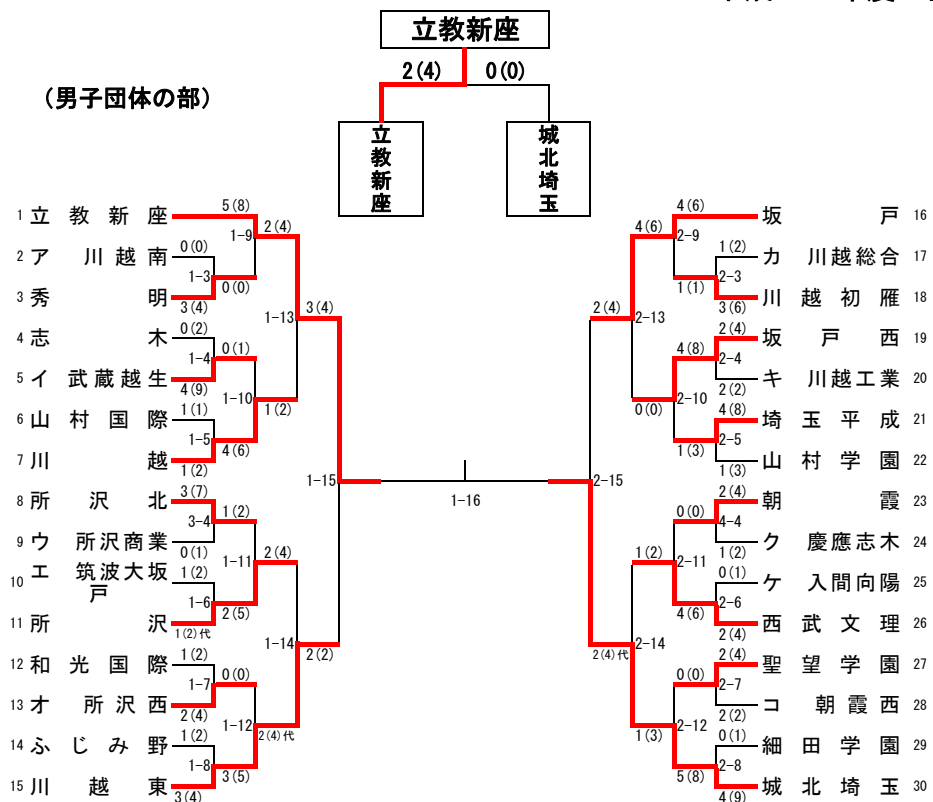 立教新座
2(4) 0(0)
(男子団体の部)
立教新座
城北埼玉
1 立教新座 5(8)
2 ア 川越南 0(0)
3 秀明 3(4)
4 志木 0(2)
5 イ 武蔵越生 4(9)
6 山村国際 1(1)
7 川越 1(2)
8 所沢北 3(7)
9 ウ 所沢商業 0(1)
10 エ 筑波大坂戸 1(2)
11 所沢 1(2)代
12 和光国際 1(2)
13 オ 所沢西 2(4)
14 ふじみ野 1(2)
15 川越東 3(4)
1-3 0(0)
1-4 0(1)
1-5 4(6)
3-4 1(2)
1-6 2(5)
1-7 0(0)
1-8 3(5)
1-9 2(4)
1-10 1(2)
1-11 2(4)
1-12 2(4)代
1-13 3(4)
1-14 2(2)
1-15
1-16
2-15
2-13 2(4)
2-14 2(4)代
2-9 4(6)
2-10 0(0)
2-11 1(2)
2-12 1(3)
2-3 1(1)
2-4 4(8)
2-5 1(3)
4-4 0(0)
2-6 4(6)
2-7 0(0)
2-8 5(8)
4(6) 坂戸 16
1(2) カ 川越総合 17
3(6) 川越初雁 18
2(4) 坂戸西 19
2(2) キ 川越工業 20
4(8) 埼玉平成 21
1(3) 山村学園 22
2(4) 朝霞 23
1(2) ク 慶應志木 24
0(1) ケ 入間向陽 25
2(4) 西武文理 26
2(4) 聖望学園 27
2(2) コ 朝霞西 28
0(1) 細田学園 29
4(9) 城北埼玉 30